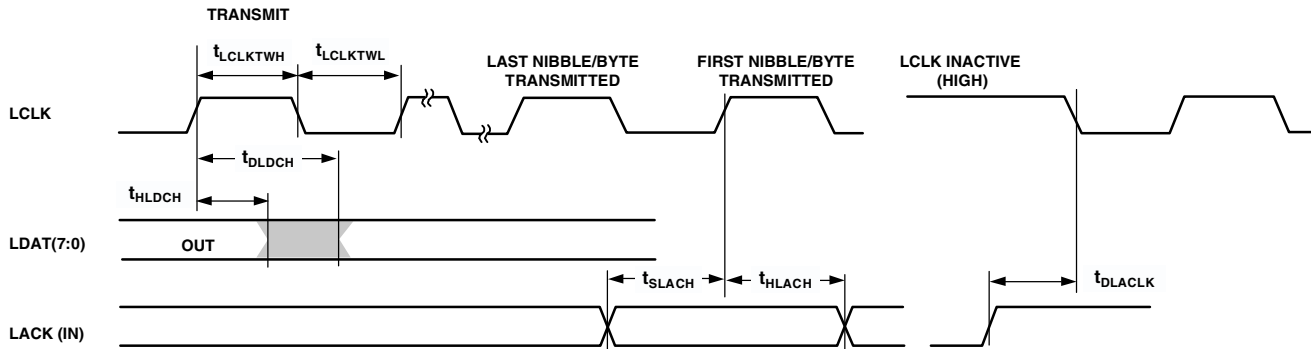 TRANSMIT
tLCLKTWH
tLCLKTWL
LAST NIBBLE/BYTE
TRANSMITTED
FIRST NIBBLE/BYTE
TRANSMITTED
LCLK INACTIVE
(HIGH)
LCLK
tDLDCH
tHLDCH
LDAT(7:0)
OUT
tSLACH
tHLACH
tDLACLK
LACK (IN)